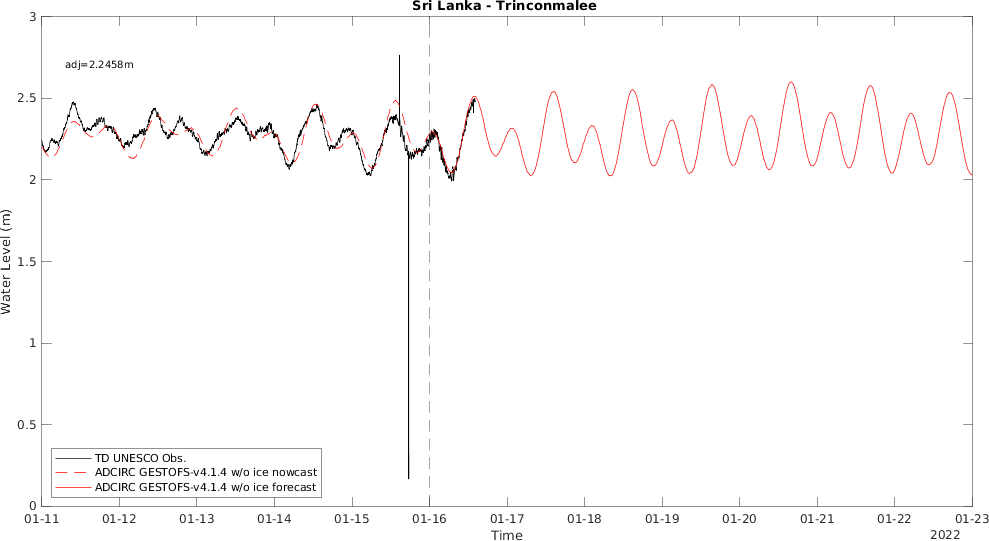 Sri Lanka - Trinconmalee
adj=2.2458m
3
2.5
2
1.5
1
0.5
0
Water Level (m)
TD UNESCO Obs.
ADCIRC GESTOFS-v4.1.4 w/o ice nowcast
ADCIRC GESTOFS-v4.1.4 w/o ice forecast
01-11 01-12 01-13 01-14 01-15 01-16 01-17 01-18 01-19 01-20 01-21 01-22 01-23
Time
2022